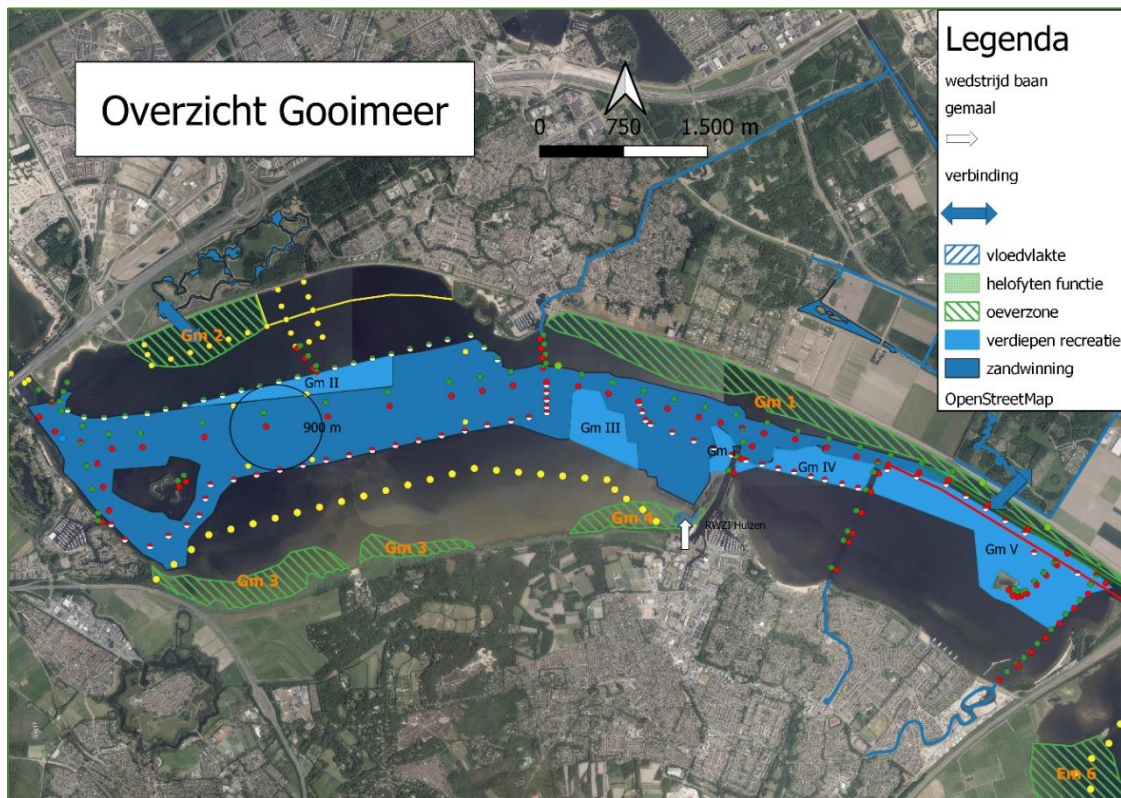 Overzicht Gooimeer
0 750 1.500 m
Legenda
wedstrijd baan
gemaal
verbinding
vloedvlakte
helofyten functie
oeverzone
verdiepen recreatie
zandwinning
OpenStreetMap
Gm 2
Gm II
900 m
Gm 1
Gm III
Gm IV
Gm 4
RWZI Huizen
Gm V
Gm 3
Gm 3
Em 6